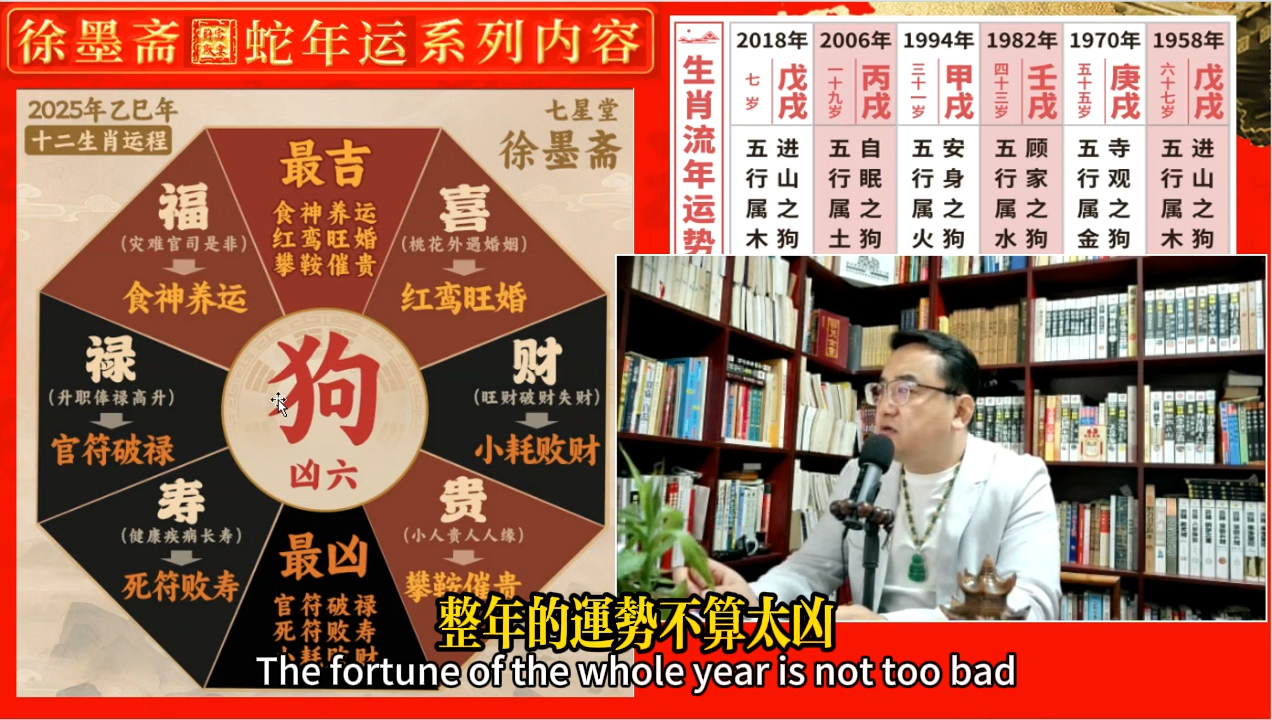 徐墨斋 蛇年运系列内容
2025年乙巳年
十二生肖运程
七星堂
徐墨斋
最吉
食神养运
红鸾旺婚
攀鞍催贵
福
(灾难官司是非)
食神养运
喜
(桃花外遇婚姻)
红鸾旺婚
禄
(升职俸禄高升)
官符破禄
狗
凶六
财
(旺财破财失财)
小耗败财
寿
(健康疾病长寿)
死符败寿
贵
(小人贵人人缘)
攀鞍催贵
最凶
官符破禄
死符败寿
小耗败财
生肖流年运势
2018年
七岁
戊戌
进山之狗
五行属木
2006年
一十九岁
丙戌
自眠之狗
五行属土
1994年
三十一岁
甲戌
安身之狗
五行属火
1982年
四十三岁
壬戌
顾家之狗
五行属水
1970年
五十五岁
庚戌
寺观之狗
五行属金
1958年
六十七岁
戊戌
进山之狗
五行属木
整年的運勢不算太凶
The fortune of the whole year is not too bad